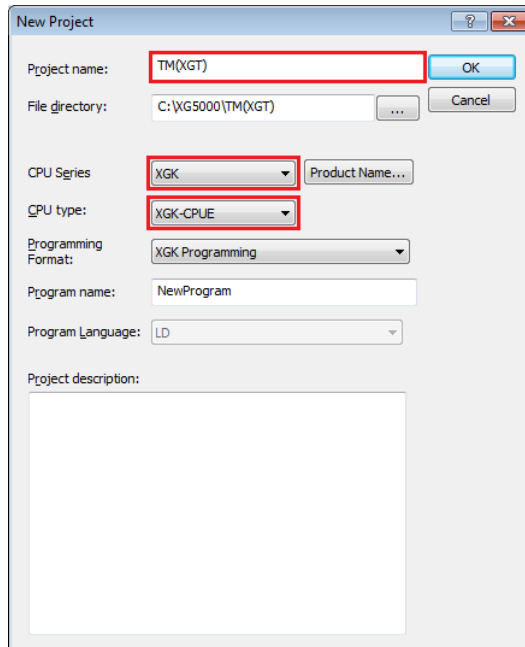 New Project
Project name: TM(XGT) OK
File directory: C:\XG5000\TM(XGT) ... Cancel
CPU Series XGK Product Name...
CPU type: XGK-CPUE
Programming
Format: XGK Programming
Program name: NewProgram
Program Language: LD
Project description: